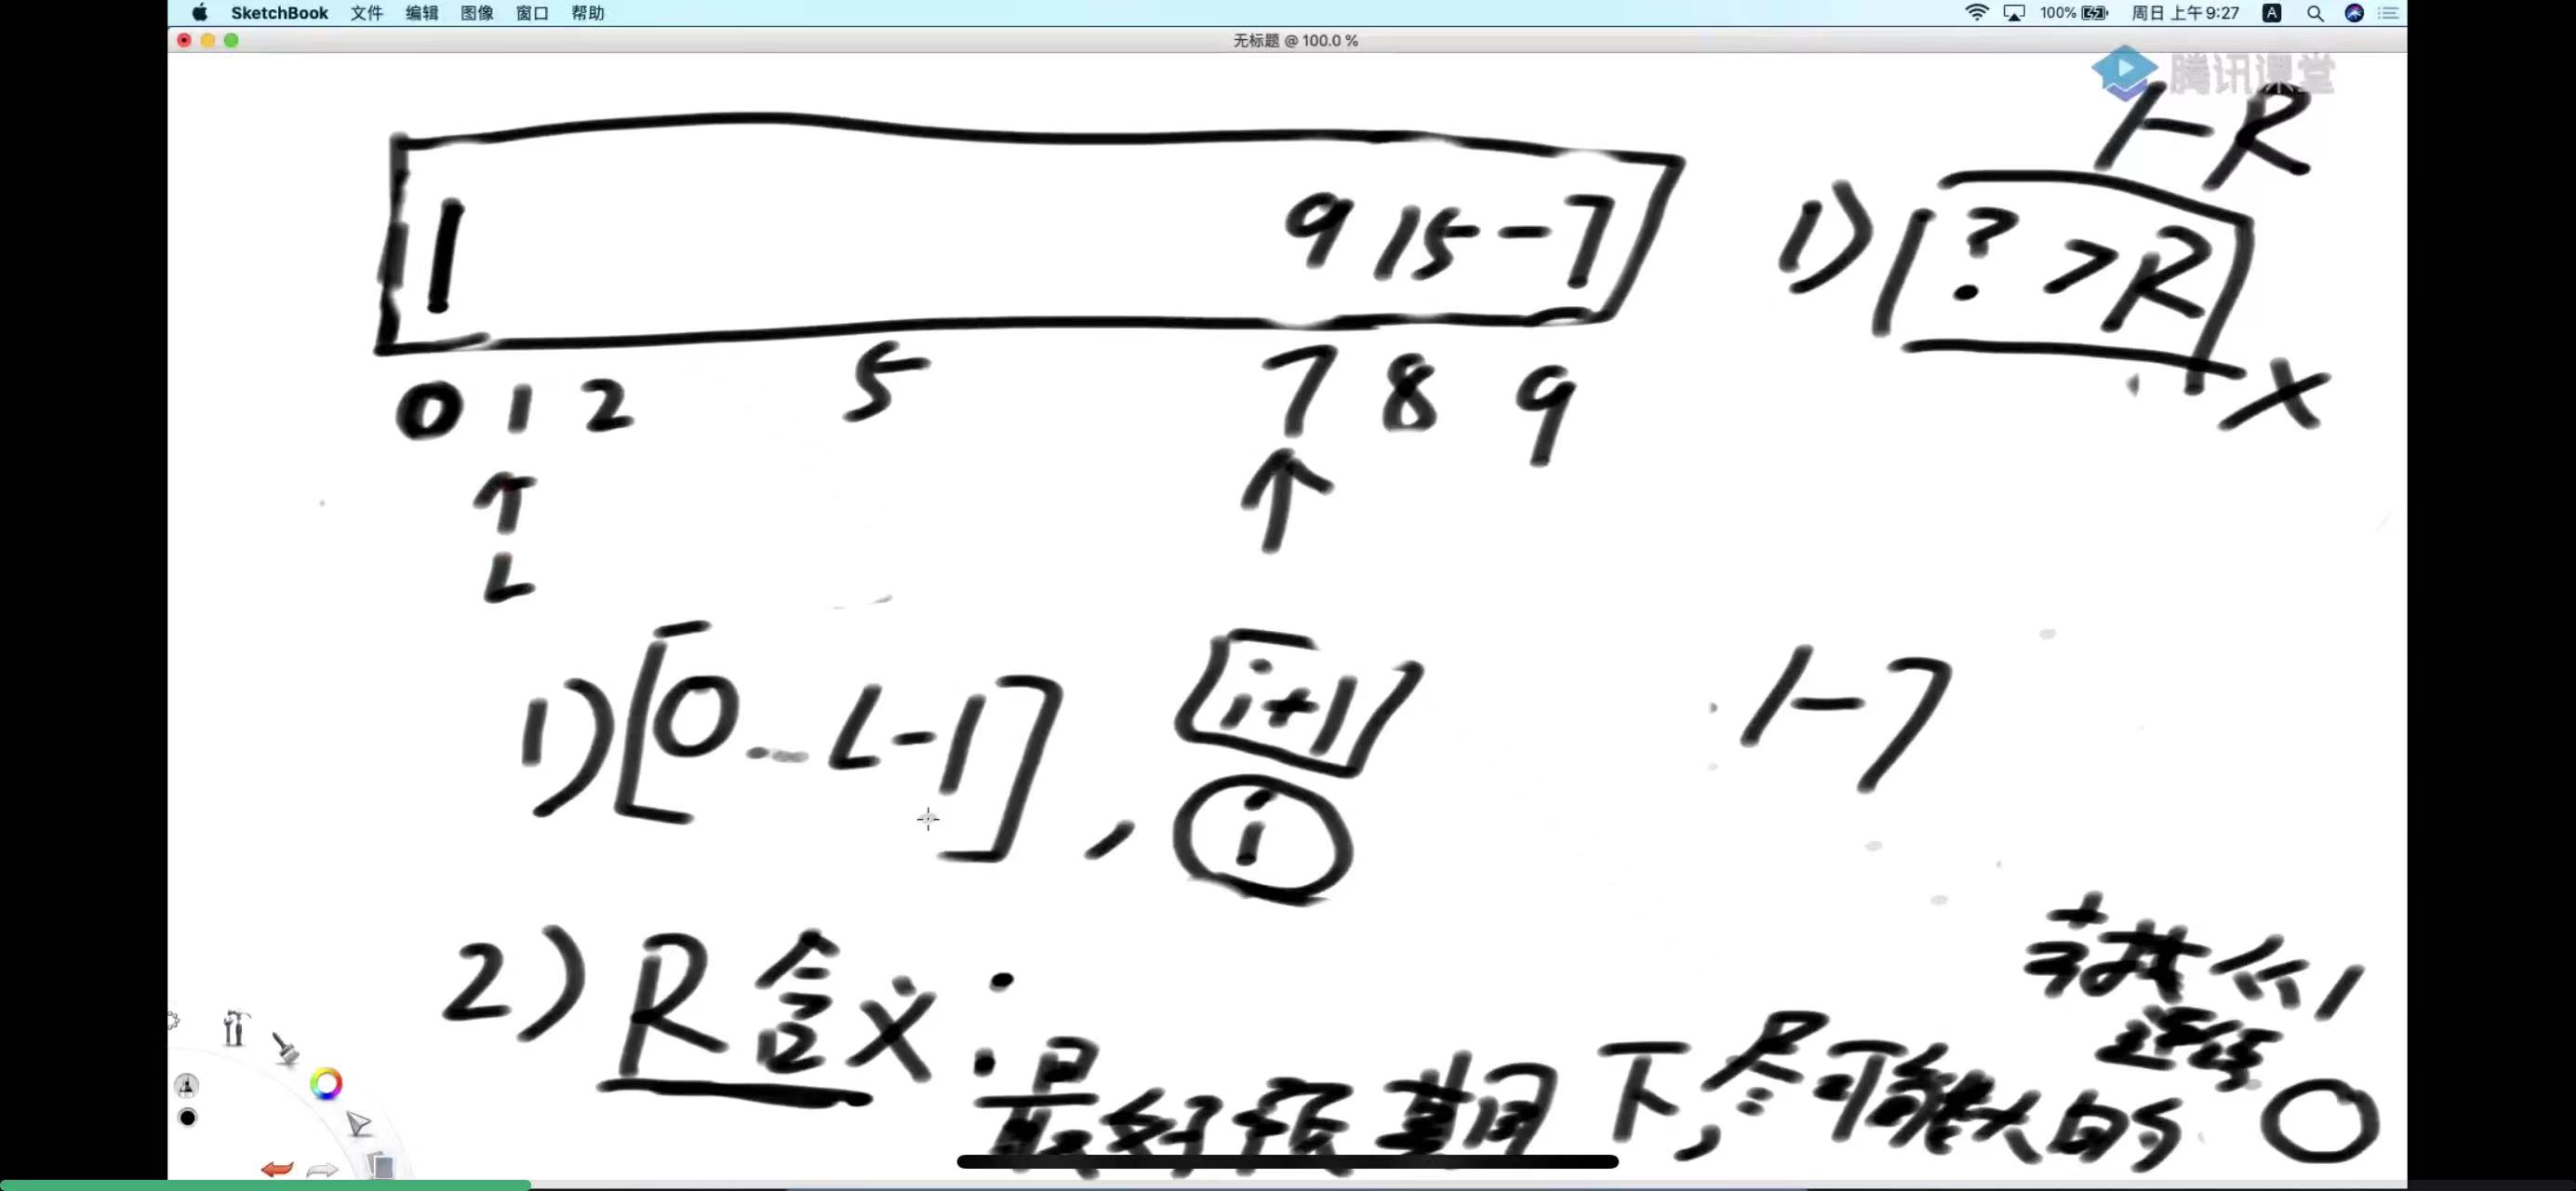 SketchBook 文件 编辑 图像 窗口 帮助 100% 周日 上午9:27 A
无标题 @ 100.0 %
腾讯课堂
1-R
1 9 15 -7 1) ? >R
0 1 2 5 7 8 9 X
L
1) [0 L-1] , i+1 1-7
i
2) R含义:
最好预期下,尽可能大的